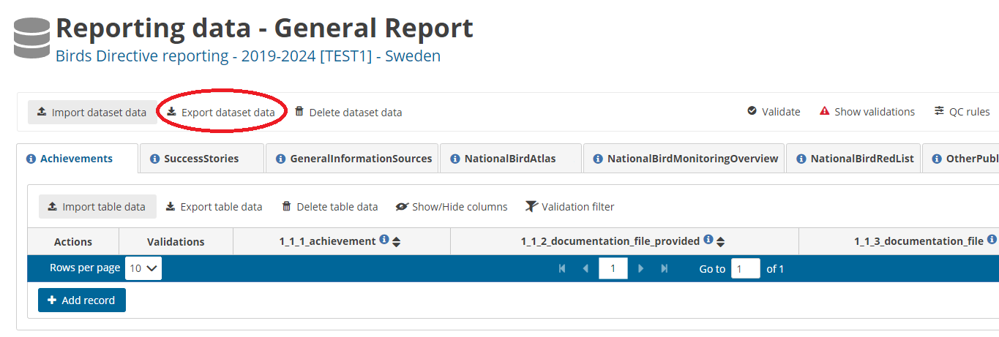 Reporting data - General Report
Birds Directive reporting - 2019-2024 [TEST1] - Sweden
Import dataset data Export dataset data Delete dataset data Validate Show validations QC rules
Achievements SuccessStories GeneralInformationSources NationalBirdAtlas NationalBirdMonitoringOverview NationalBirdRedList OtherPubl
Import table data Export table data Delete table data Show/Hide columns Validation filter
Actions Validations 1_1_1_achievement 1_1_2_documentation_file_provided 1_1_3_documentation_file
Rows per page 10 1 Go to 1 of 1
Add record